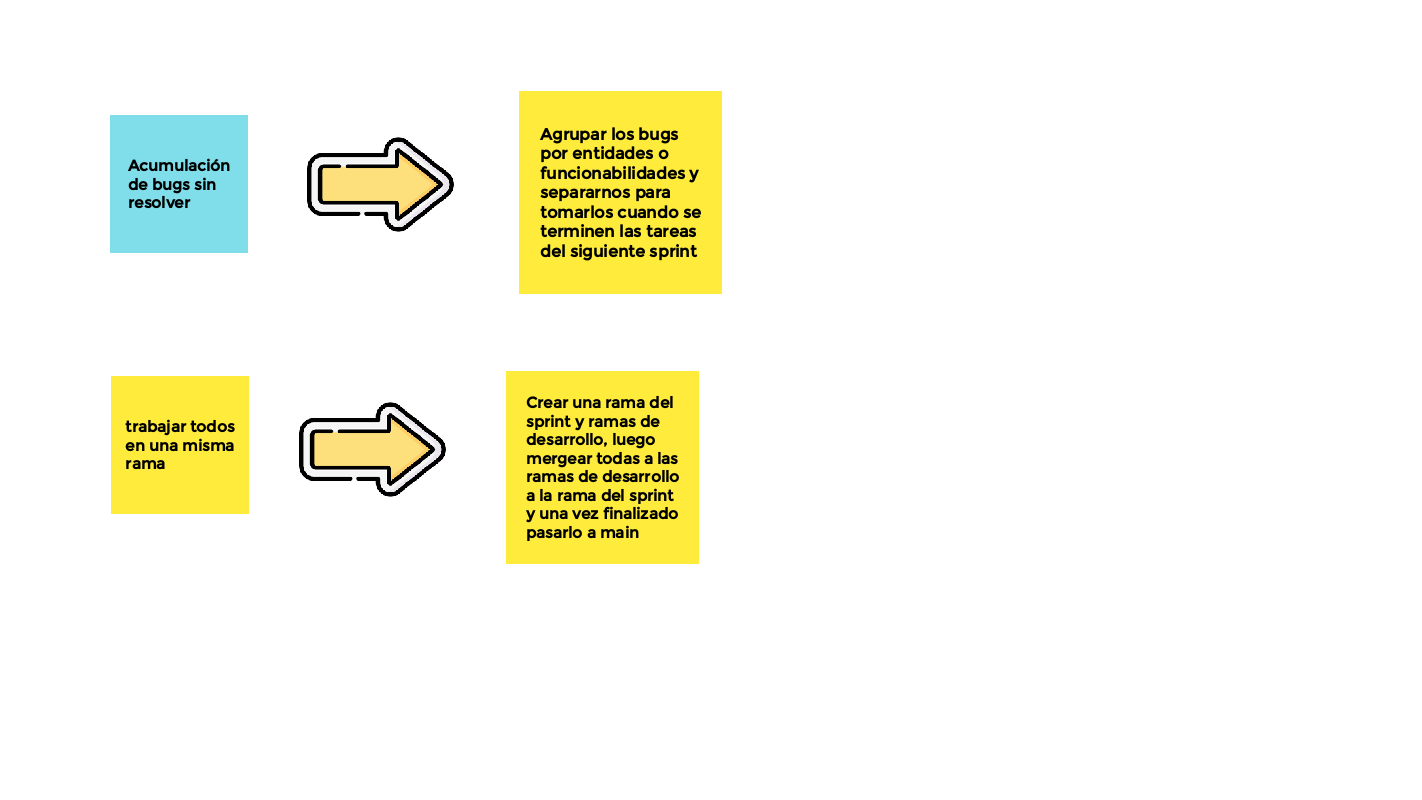 Acumulación
de bugs sin
resolver
Agrupar los bugs
por entidades o
funcionabilidades y
separarnos para
tomarlos cuando se
terminen las tareas
del siguiente sprint
trabajar todos
en una misma
rama
Crear una rama del
sprint y ramas de
desarrollo, luego
mergear todas a las
ramas de desarrollo
a la rama del sprint
y una vez finalizado
pasarlo a main